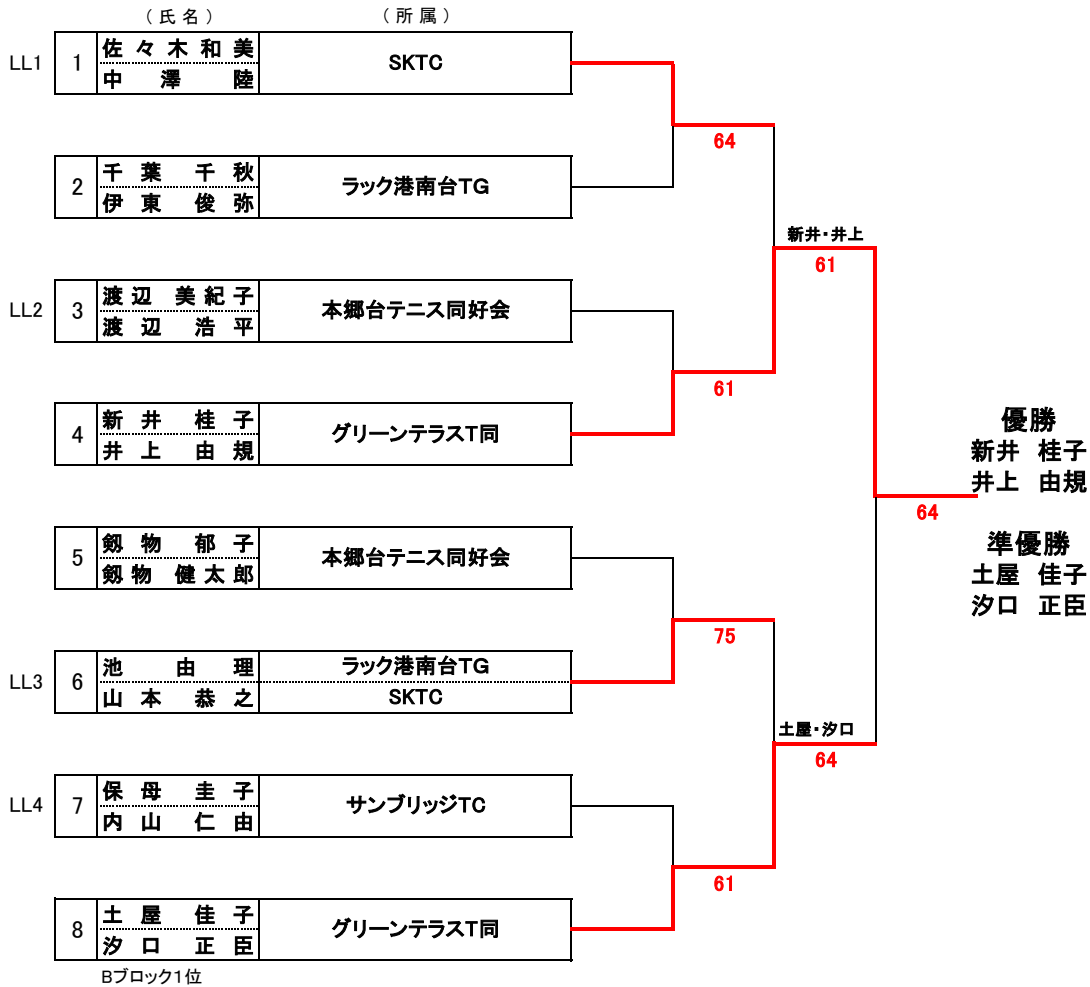 (氏名) (所属)
LL1 1 佐々木和美 SKTC
中澤陸
64
2 千葉千秋 ラック港南台TG
伊東俊弥
新井・井上
61
LL2 3 渡辺美紀子 本郷台テニス同好会
渡辺浩平
61
4 新井桂子 グリーンテラスT同
井上由規
優勝
新井 桂子
井上 由規
64
5 剱物郁子 本郷台テニス同好会
剱物健太郎
準優勝
土屋 佳子
汐口 正臣
75
LL3 6 池由理 ラック港南台TG
山本恭之 SKTC
土屋・汐口
64
LL4 7 保母圭子 サンブリッジTC
内山仁由
61
8 土屋佳子 グリーンテラスT同
汐口正臣
Bブロック1位